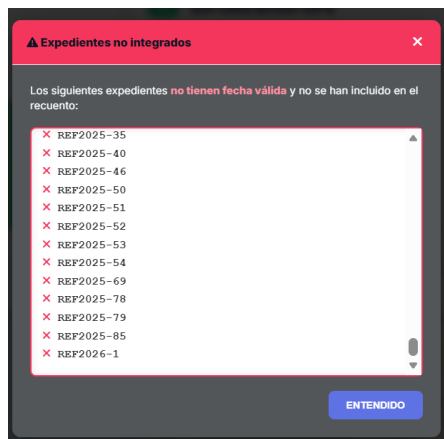 Expedientes no integrados
Los siguientes expedientes no tienen fecha válida y no se han incluido en el
recuento:
REF2025-35
REF2025-40
REF2025-46
REF2025-50
REF2025-51
REF2025-52
REF2025-53
REF2025-54
REF2025-69
REF2025-78
REF2025-79
REF2025-85
REF2026-1
ENTENDIDO